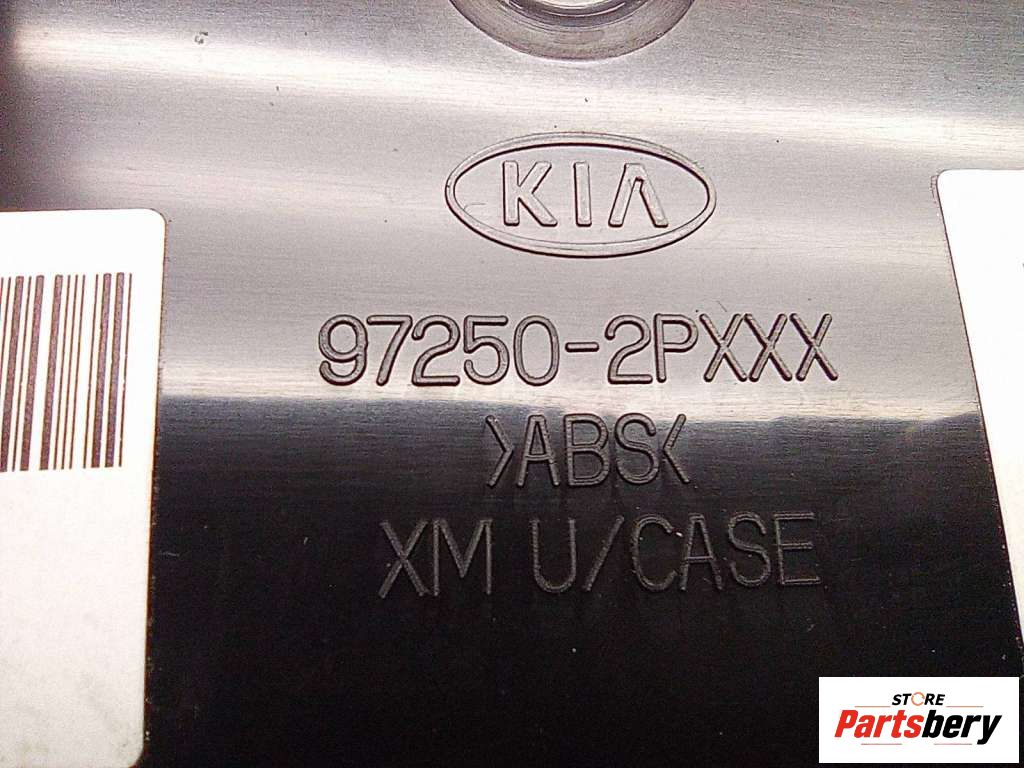 KIA
97250-2PXXX
>ABS<
XM U/CASE
STORE
Partsbery